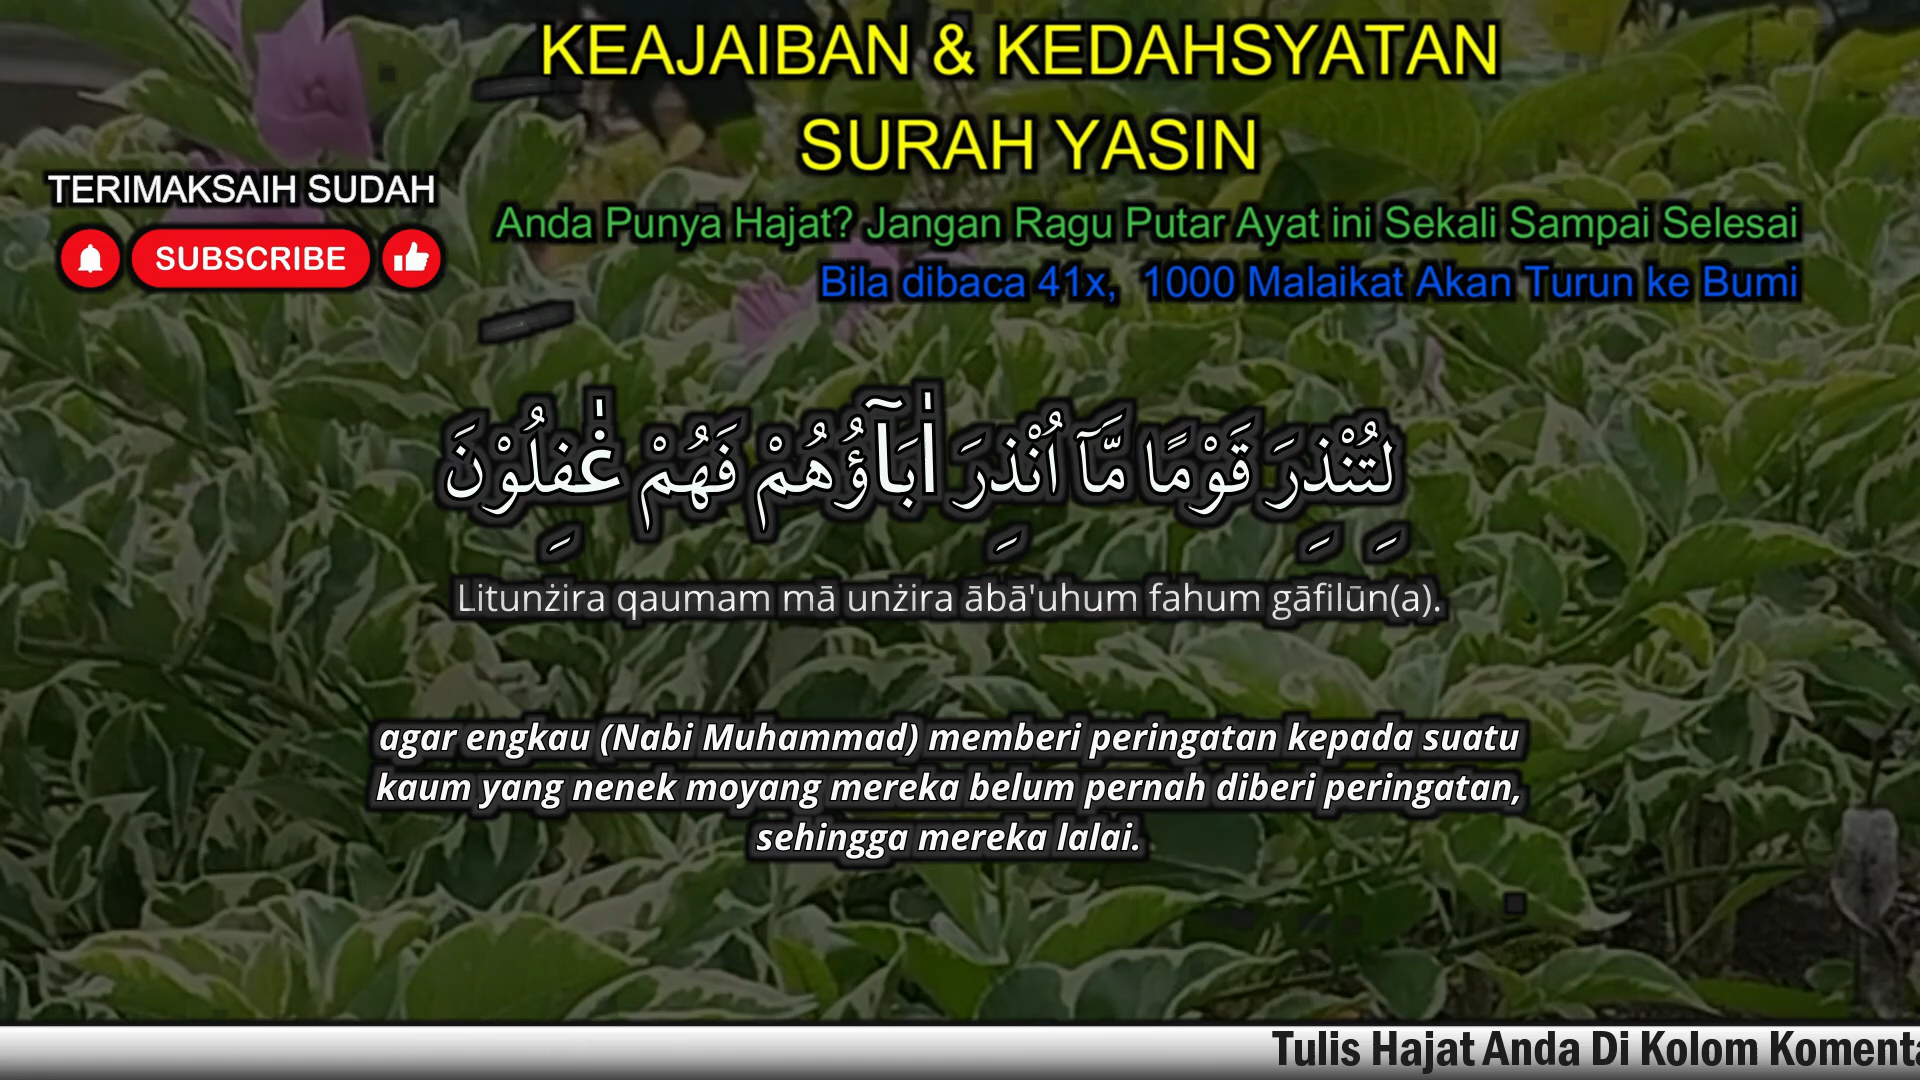 KEAJAIBAN & KEDAHSYATAN
SURAH YASIN
TERIMAKSAIH SUDAH
SUBSCRIBE
Anda Punya Hajat? Jangan Ragu Putar Ayat ini Sekali Sampai Selesai
Bila dibaca 41x, 1000 Malaikat Akan Turun ke Bumi
لِتُنْذِرَ قَوْمًا مَّآ اُنْذِرَ اٰبَاۤؤُهُمْ فَهُمْ غٰفِلُوْنَ
Litunżira qaumam mā unżira ābā'uhum fahum gāfilūn(a).
agar engkau (Nabi Muhammad) memberi peringatan kepada suatu
kaum yang nenek moyang mereka belum pernah diberi peringatan,
sehingga mereka lalai.
Tulis Hajat Anda Di Kolom Komenta